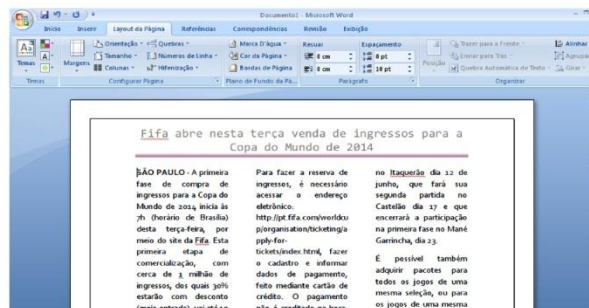 Documento1 - Microsoft Word
Início Inserir Layout da Página Referências Correspondências Revisão Exibição
Orientação Quebras Marca D'água Recuar Espaçamento Trazer para a Frente Alinhar
Temas Margens Tamanho Números de Linha Cor da Página 0 cm 0 pt Posição Enviar para Trás Agrupar
Colunas Hifenização Bordas de Página 0 cm 10 pt Quebra Automática de Texto Girar
Temas Configurar Página Plano de Fundo da Pá... Parágrafo Organizar
Fifa abre nesta terça venda de ingressos para a
Copa do Mundo de 2014
SÃO PAULO - A primeira
fase de compra de
ingressos para a Copa do
Mundo de 2014 inicia às
7h (horário de Brasília)
desta terça-feira, por
meio do site da Fifa. Esta
primeira etapa de
comercialização, com
cerca de 1 milhão de
ingressos, dos quais 30%
estarão com desconto
Para fazer a reserva de
ingressos, é necessário
acessar o endereço
eletrônico:
http://pt.fifa.com/worldcu
p/organisation/ticketing/a
pply-for-
tickets/index.html, fazer
o cadastro e informar
dados de pagamento,
feito mediante cartão de
crédito. O pagamento
no Itaquerão dia 12 de
junho, que fará sua
segunda partida no
Castelão dia 17 e que
encerrará a participação
na primeira fase no Mané
Garrincha, dia 23.
É possível também
adquirir pacotes para
todos os jogos de uma
mesma seleção, ou para
os jogos de uma mesma